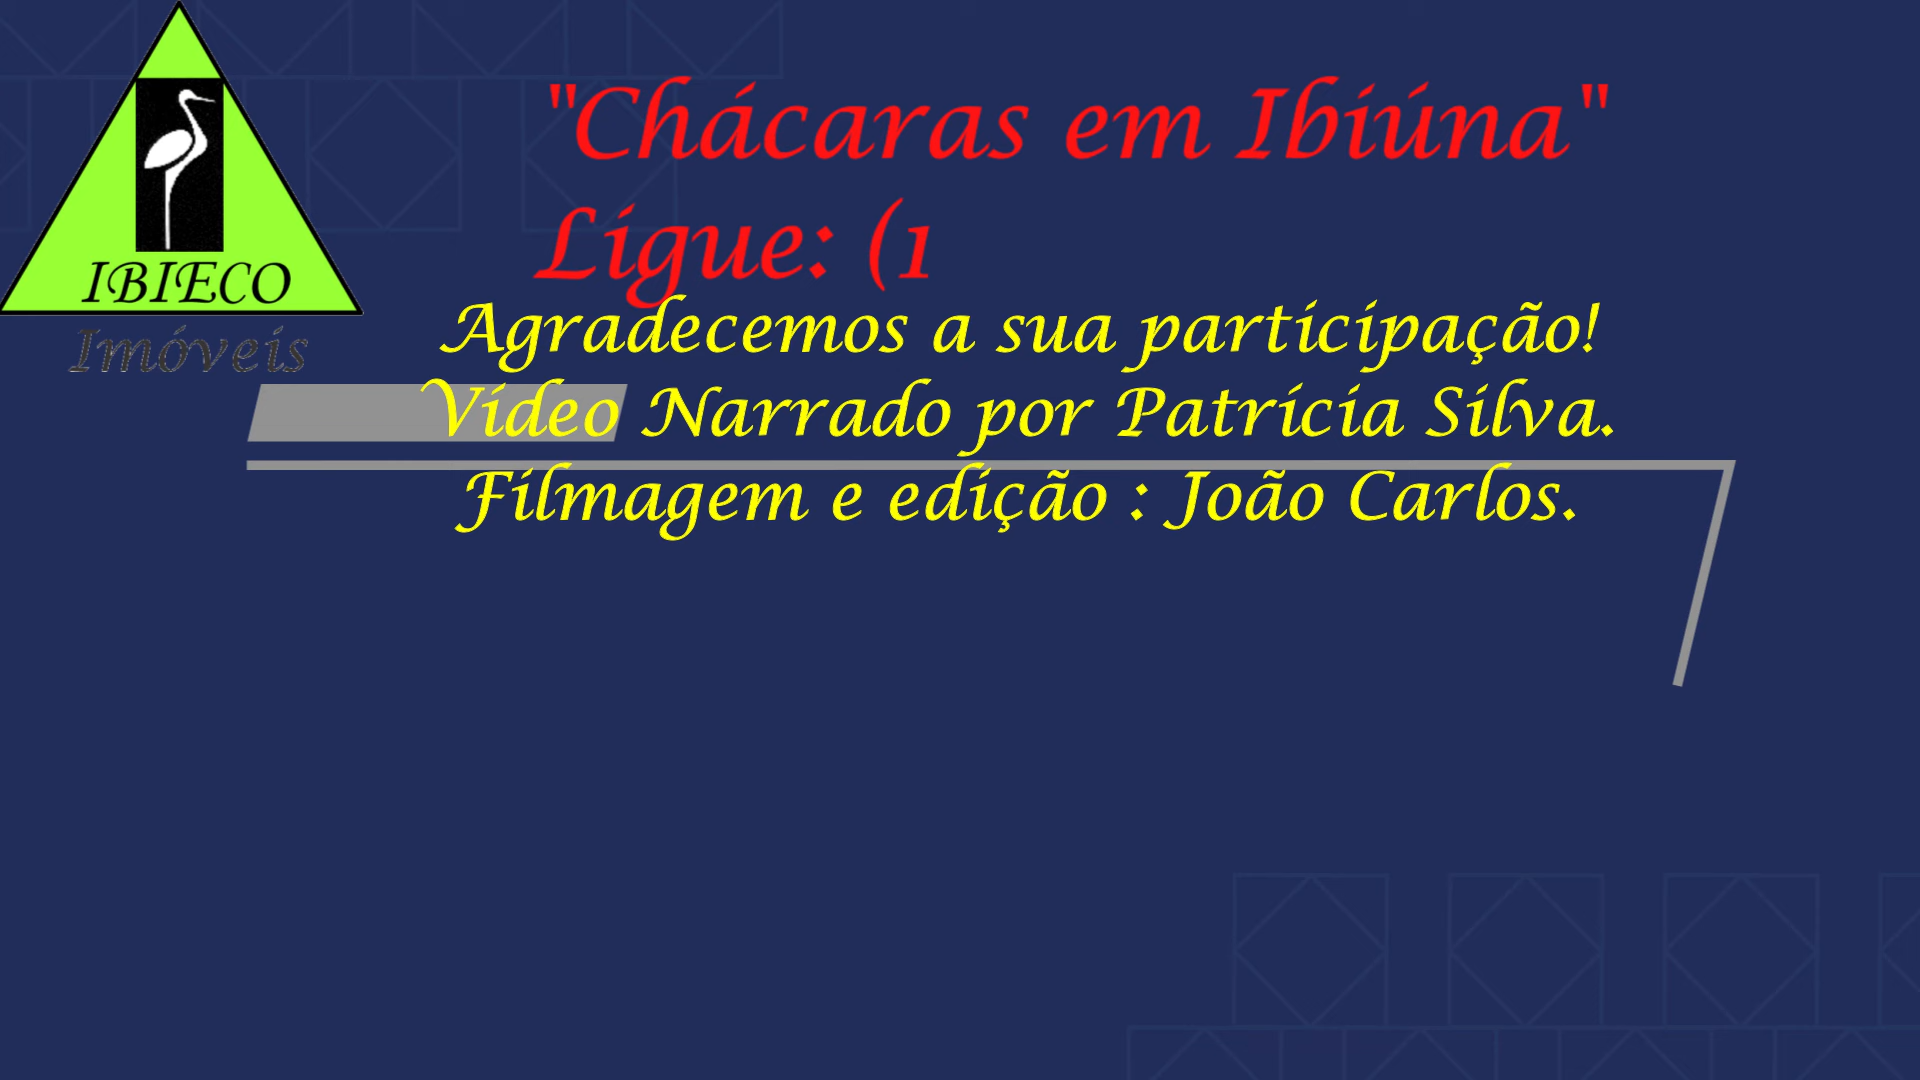 IBIECO
Imóveis
"Chácaras em Ibiúna"
Ligue: (1
Agradecemos a sua participação!
Vídeo Narrado por Patrícia Silva.
Filmagem e edição : João Carlos.